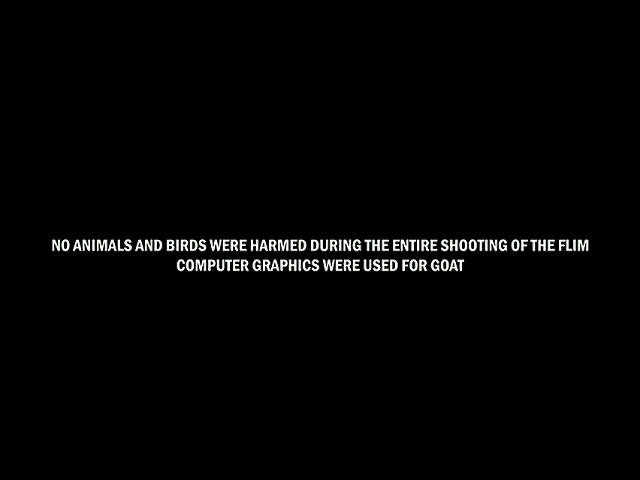 NO ANIMALS AND BIRDS WERE HARMED DURING THE ENTIRE SHOOTING OF THE FLIM
COMPUTER GRAPHICS WERE USED FOR GOAT